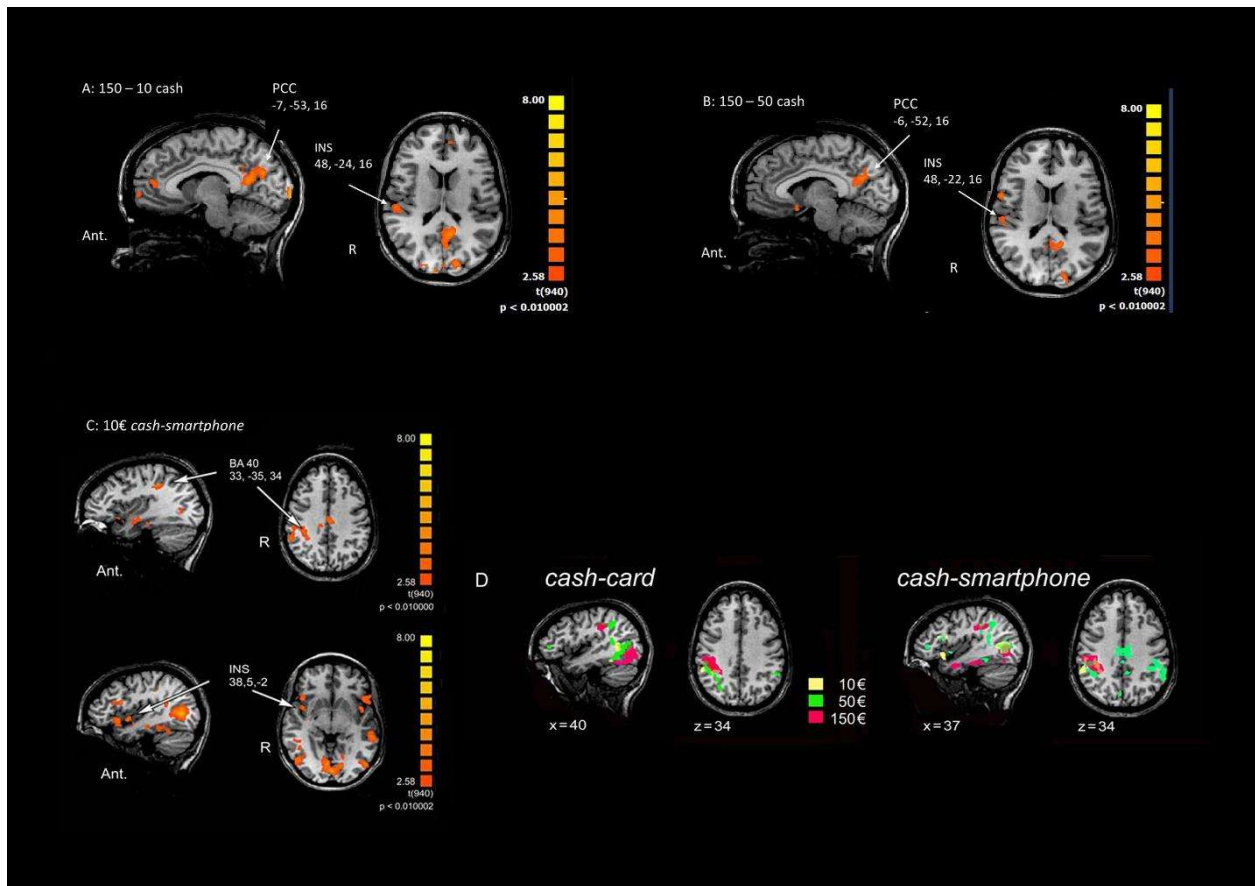 A: 150 – 10 cash
PCC
-7, -53, 16
INS
48, -24, 16
Ant.
R
8.00
2.58
t(940)
p < 0.010002
B: 150 – 50 cash
PCC
-6, -52, 16
INS
48, -22, 16
Ant.
R
8.00
2.58
t(940)
p < 0.010002
C: 10€ cash-smartphone
BA 40
33, -35, 34
R
Ant.
8.00
2.58
t(940)
p < 0.010000
INS
38,5,-2
R
Ant.
8.00
2.58
t(940)
p < 0.010002
D
cash-card
x=40
z=34
10€
50€
150€
cash-smartphone
x=37
z=34